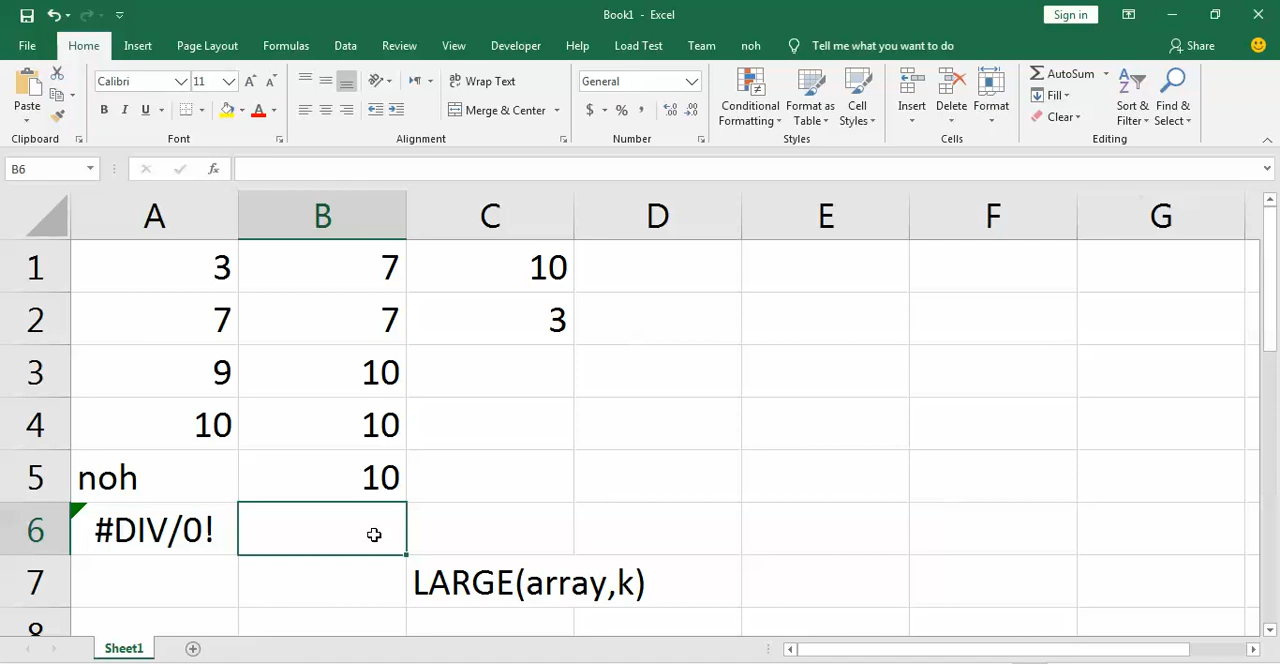 Book1 - Excel
Sign in
File Home Insert Page Layout Formulas Data Review View Developer Help Load Test Team noh Tell me what you want to do Share
Paste
Calibri 11
B I U
Wrap Text
Merge & Center
General
$ % ,
Conditional Formatting
Format as Table
Cell Styles
Insert Delete Format
AutoSum
Fill
Clear
Sort & Filter
Find & Select
Clipboard Font Alignment Number Styles Cells Editing
B6 fx
A B C D E F G
1 3 7 10
2 7 7 3
3 9 10
4 10 10
5 noh 10
6 #DIV/0!
7 LARGE(array,k)
8
Sheet1